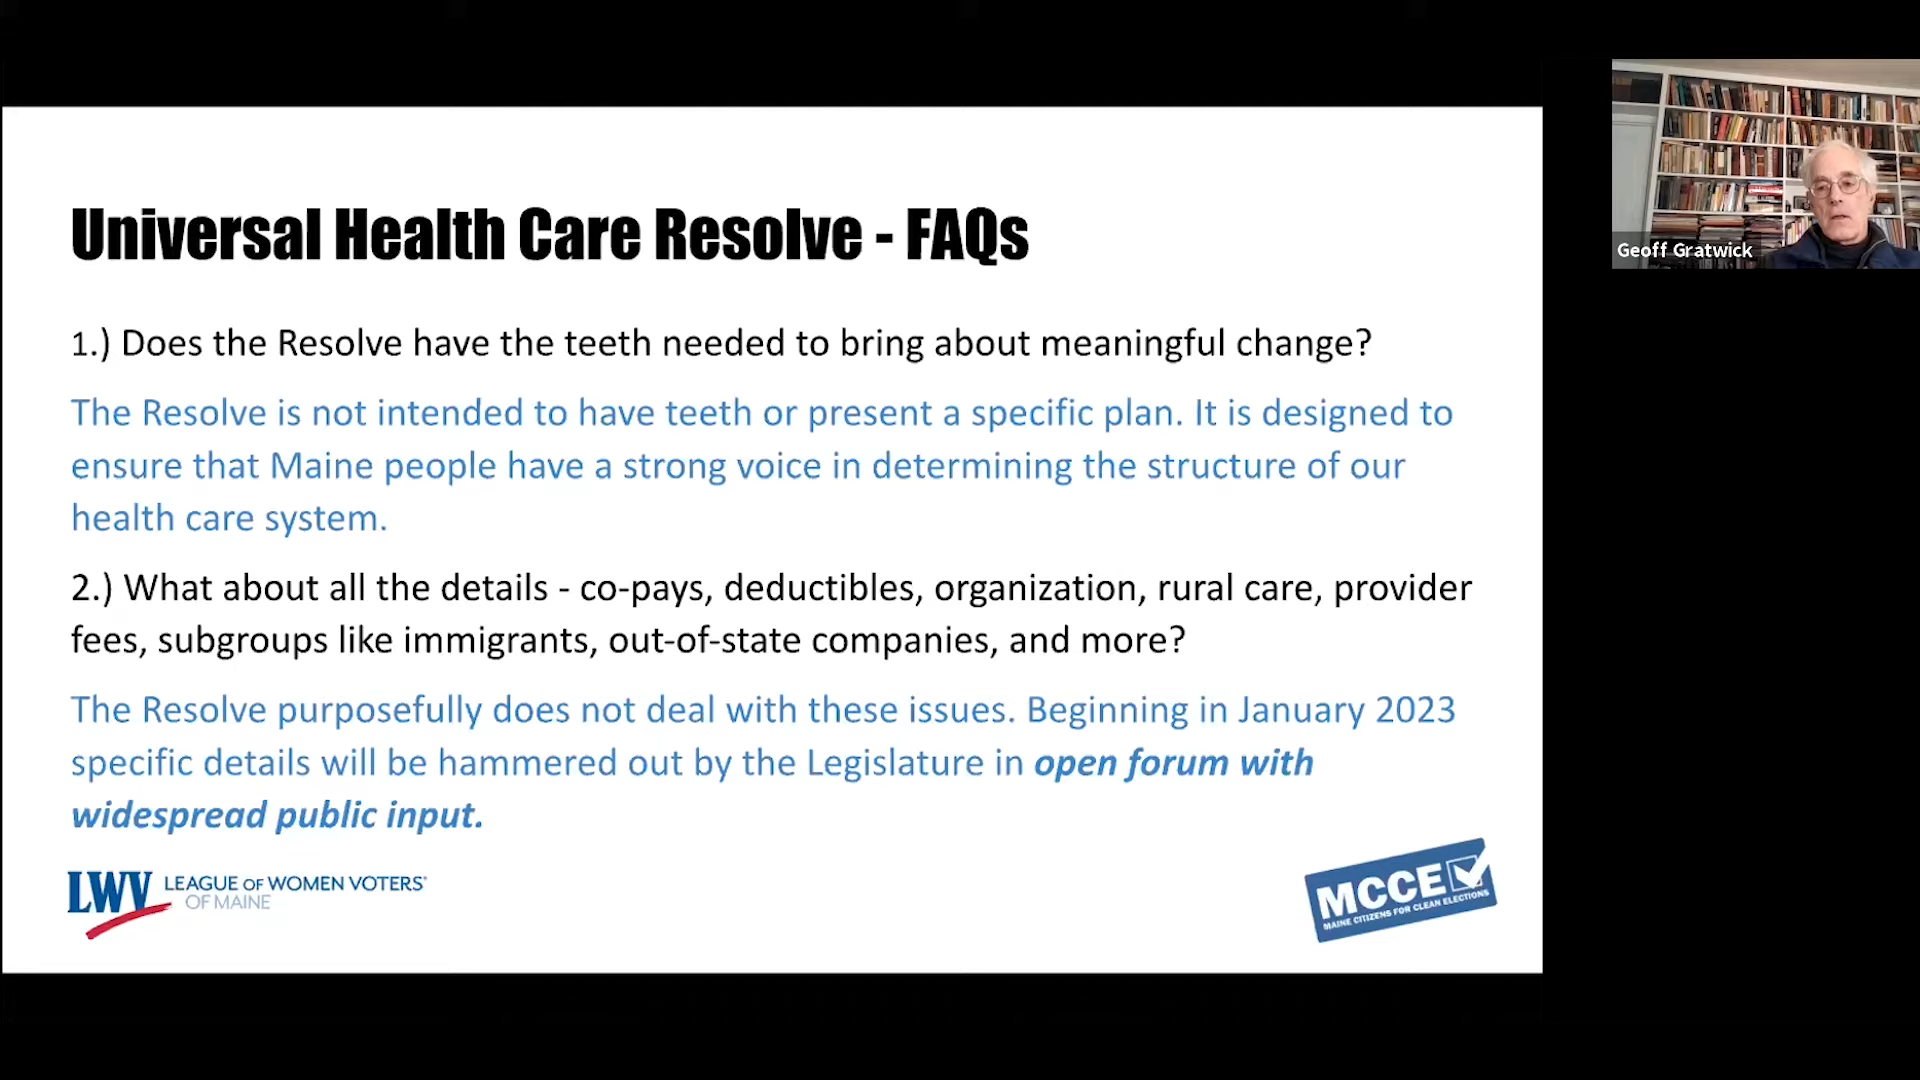 Universal Health Care Resolve - FAQs
1.) Does the Resolve have the teeth needed to bring about meaningful change?
The Resolve is not intended to have teeth or present a specific plan. It is designed to
ensure that Maine people have a strong voice in determining the structure of our
health care system.
2.) What about all the details - co-pays, deductibles, organization, rural care, provider
fees, subgroups like immigrants, out-of-state companies, and more?
The Resolve purposefully does not deal with these issues. Beginning in January 2023
specific details will be hammered out by the Legislature in open forum with
widespread public input.
LWV LEAGUE OF WOMEN VOTERS®
OF MAINE
MCCE
MAINE CITIZENS FOR CLEAN ELECTIONS
Geoff Gratwick